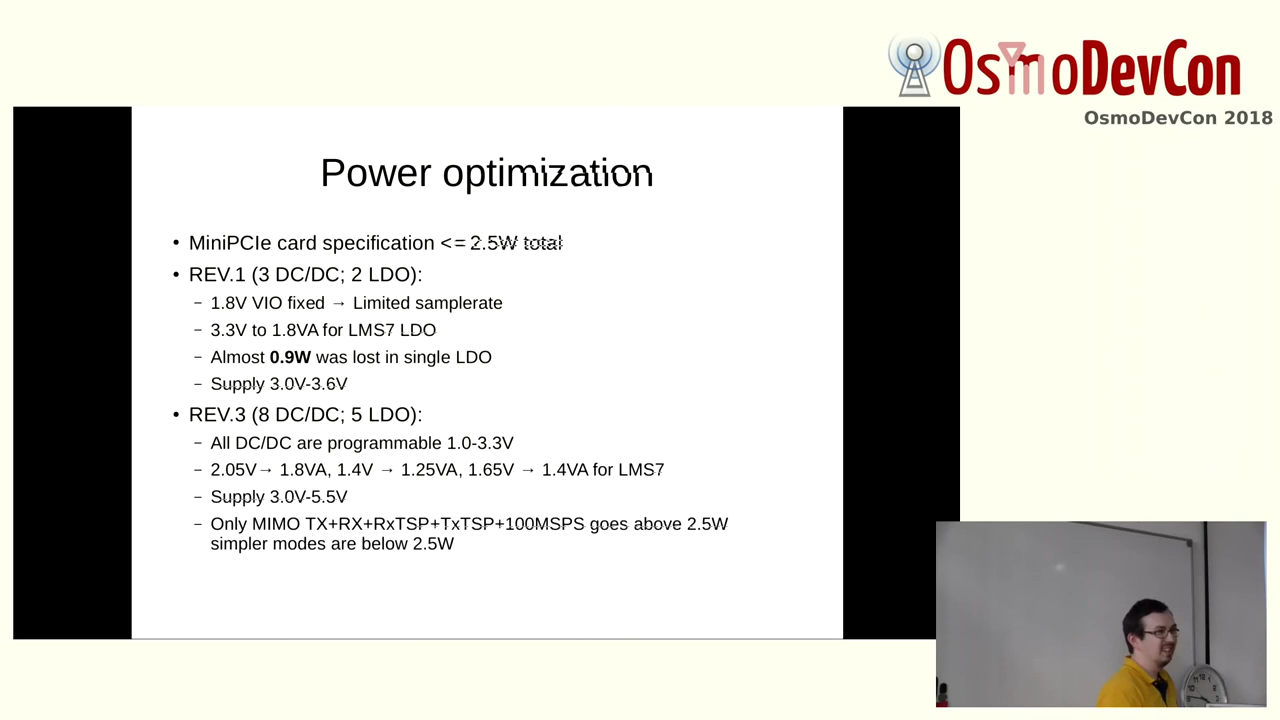 OsmoDevCon
OsmoDevCon 2018
Power optimization
• MiniPCIe card specification <= 2.5W total
• REV.1 (3 DC/DC; 2 LDO):
– 1.8V VIO fixed → Limited samplerate
– 3.3V to 1.8VA for LMS7 LDO
– Almost 0.9W was lost in single LDO
– Supply 3.0V-3.6V
• REV.3 (8 DC/DC; 5 LDO):
– All DC/DC are programmable 1.0-3.3V
– 2.05V→ 1.8VA, 1.4V → 1.25VA, 1.65V → 1.4VA for LMS7
– Supply 3.0V-5.5V
– Only MIMO TX+RX+RxTSP+TxTSP+100MSPS goes above 2.5W
simpler modes are below 2.5W